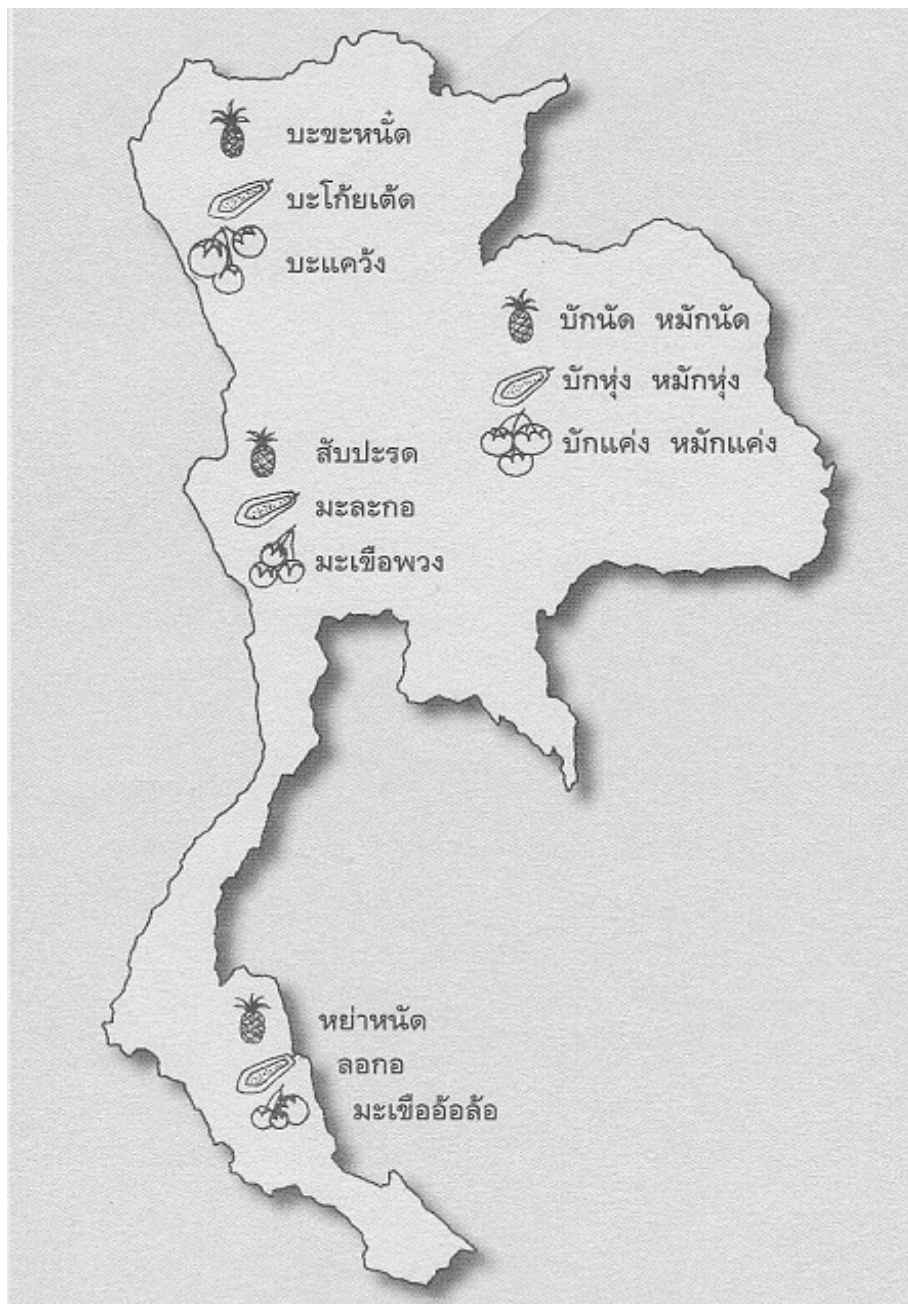 บะขะหนั๋ด
บะโก้ยเต้ด
บะแคว้ง
บักนัด หมักนัด
บักหุ่ง หมักหุ่ง
บักแค่ง หมักแค่ง
สับปะรด
มะละกอ
มะเขือพวง
หย่าหนัด
ลอกอ
มะเขืออ้อล้อ